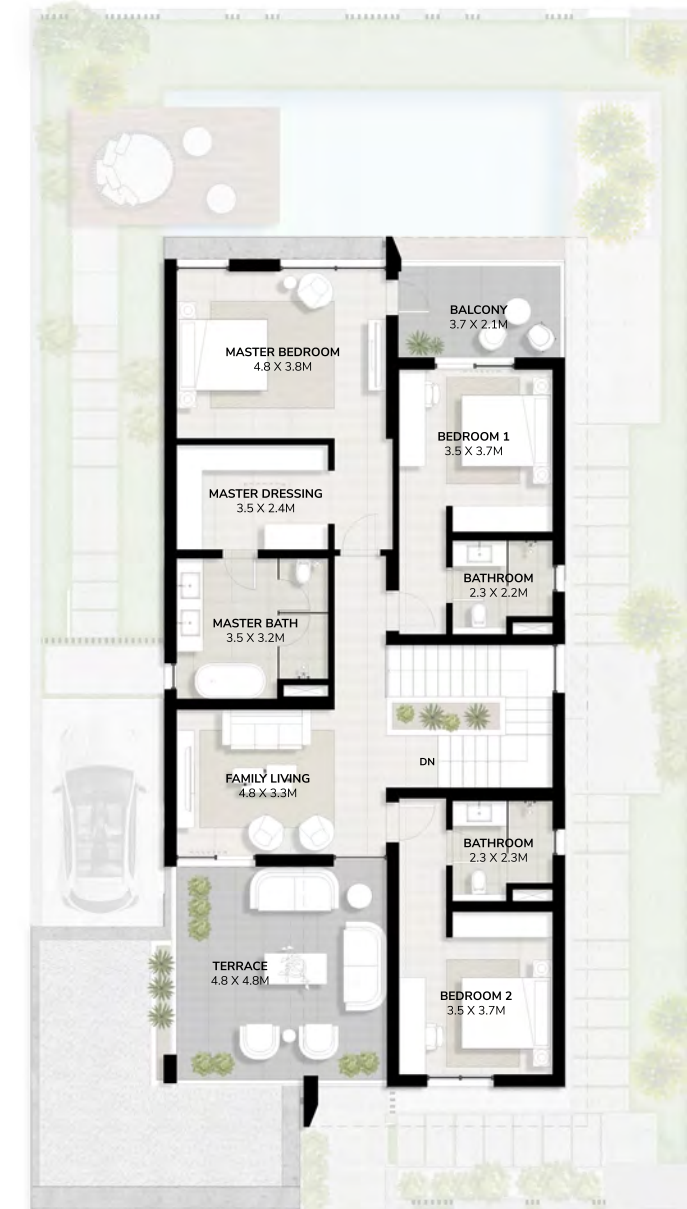 BALCONY
3.7 X 2.1M
MASTER BEDROOM
4.8 X 3.8M
BEDROOM 1
3.5 X 3.7M
MASTER DRESSING
3.5 X 2.4M
BATHROOM
2.3 X 2.2M
MASTER BATH
3.5 X 3.2M
DN
FAMILY LIVING
4.8 X 3.3M
BATHROOM
2.3 X 2.3M
TERRACE
4.8 X 4.8M
BEDROOM 2
3.5 X 3.7M